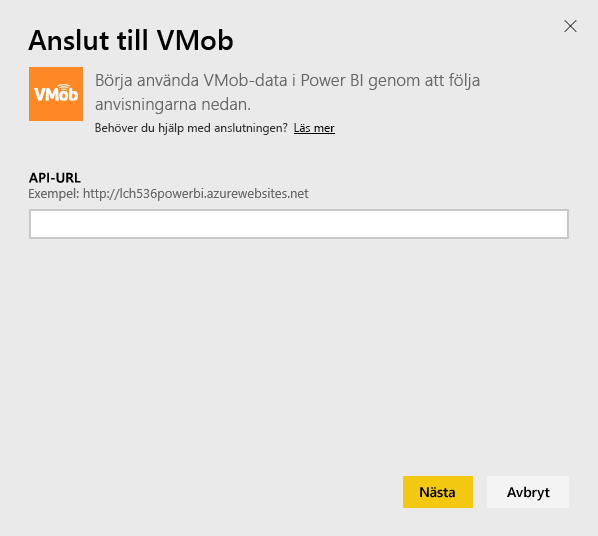 Anslut till VMob
VMob
Börja använda VMob-data i Power BI genom att följa
anvisningarna nedan.
Behöver du hjälp med anslutningen? Läs mer
API-URL
Exempel: http://lch536powerbi.azurewebsites.net
Nästa
Avbryt